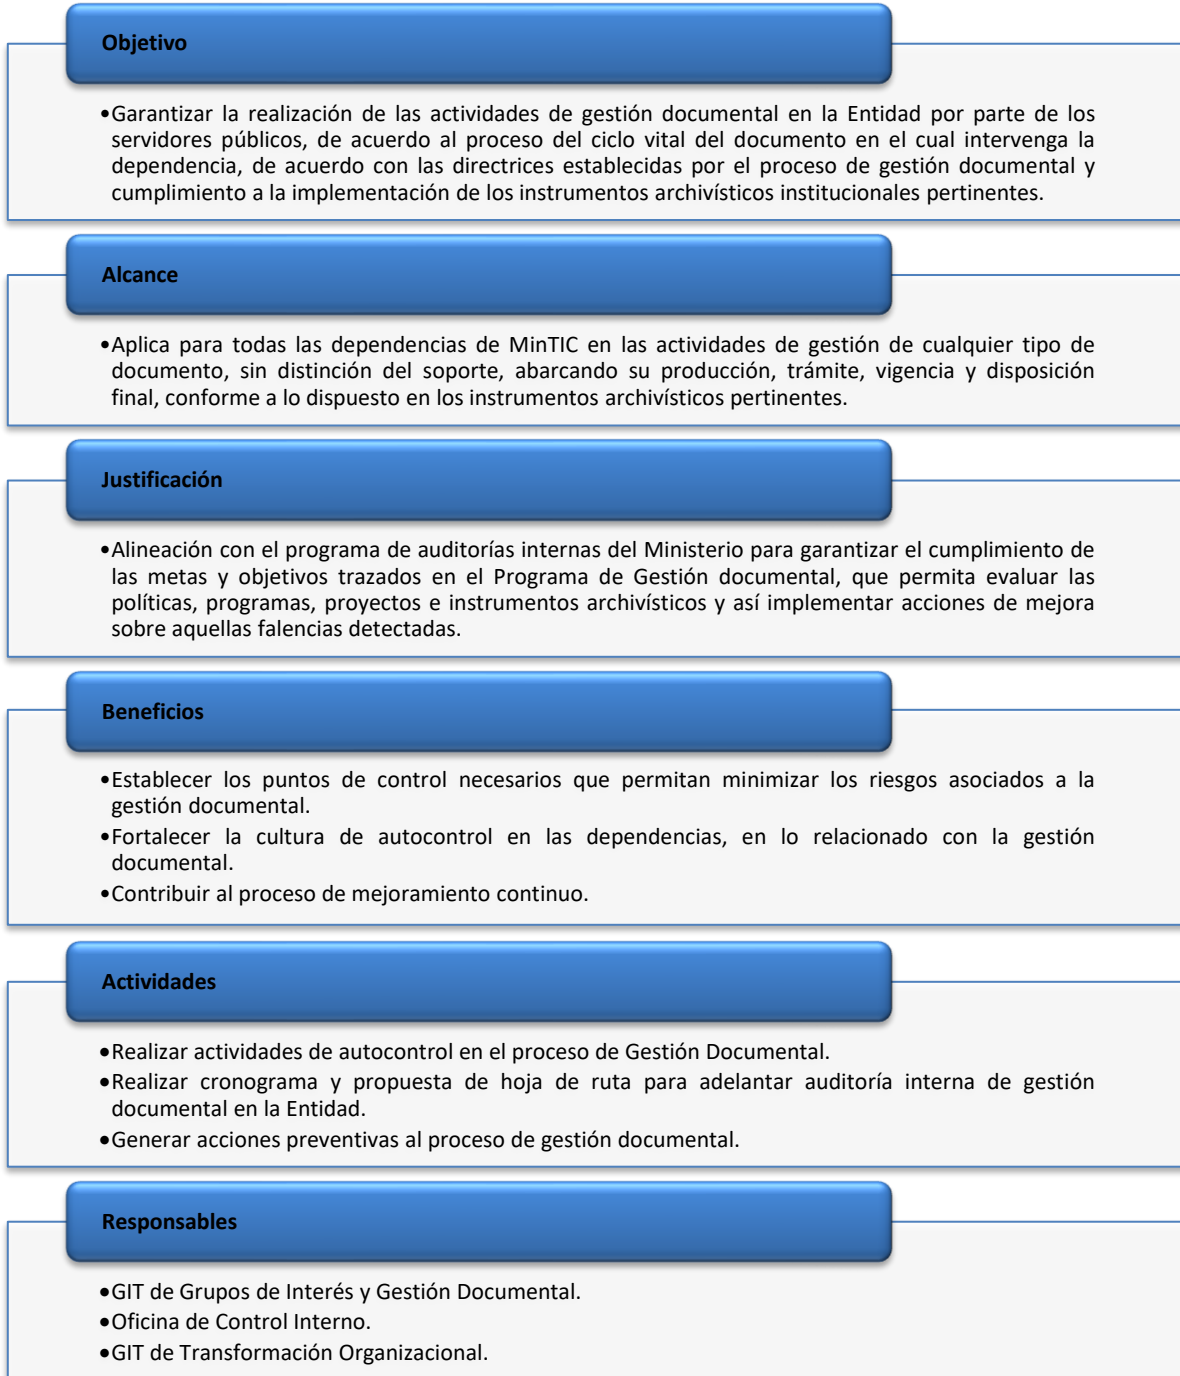 Objetivo
•Garantizar la realización de las actividades de gestión documental en la Entidad por parte de los
servidores públicos, de acuerdo al proceso del ciclo vital del documento en el cual intervenga la
dependencia, de acuerdo con las directrices establecidas por el proceso de gestión documental y
cumplimiento a la implementación de los instrumentos archivísticos institucionales pertinentes.
Alcance
•Aplica para todas las dependencias de MinTIC en las actividades de gestión de cualquier tipo de
documento, sin distinción del soporte, abarcando su producción, trámite, vigencia y disposición
final, conforme a lo dispuesto en los instrumentos archivísticos pertinentes.
Justificación
•Alineación con el programa de auditorías internas del Ministerio para garantizar el cumplimiento de
las metas y objetivos trazados en el Programa de Gestión documental, que permita evaluar las
políticas, programas, proyectos e instrumentos archivísticos y así implementar acciones de mejora
sobre aquellas falencias detectadas.
Beneficios
•Establecer los puntos de control necesarios que permitan minimizar los riesgos asociados a la
gestión documental.
•Fortalecer la cultura de autocontrol en las dependencias, en lo relacionado con la gestión
documental.
•Contribuir al proceso de mejoramiento continuo.
Actividades
•Realizar actividades de autocontrol en el proceso de Gestión Documental.
•Realizar cronograma y propuesta de hoja de ruta para adelantar auditoría interna de gestión
documental en la Entidad.
•Generar acciones preventivas al proceso de gestión documental.
Responsables
•GIT de Grupos de Interés y Gestión Documental.
•Oficina de Control Interno.
•GIT de Transformación Organizacional.